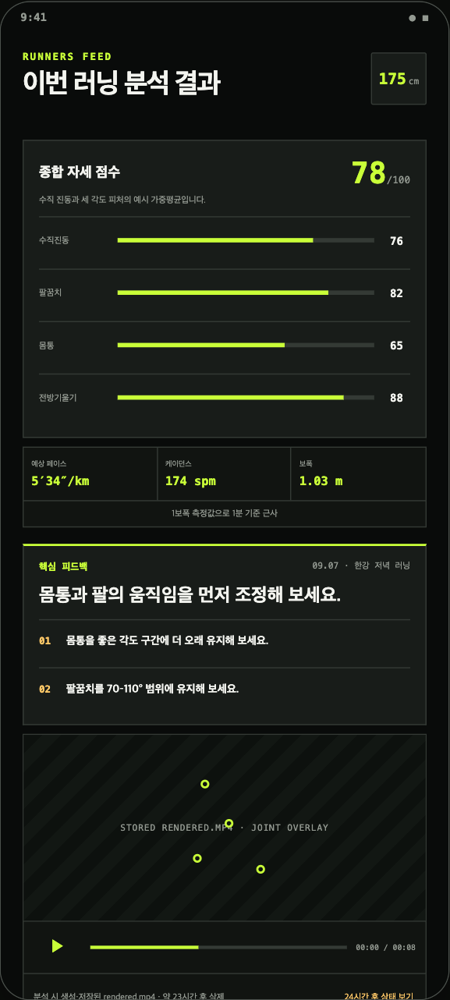 9:41
RUNNERS FEED
이번 러닝 분석 결과
175 cm
종합 자세 점수
78/100
수직 진동과 세 각도 피처의 예시 가중평균입니다.
수직진동 76
팔꿈치 82
몸통 65
전방기울기 88
예상 페이스 케이던스 보폭
5′34″/km 174 spm 1.03 m
1보폭 측정값으로 1분 기준 근사
핵심 피드백 09.07 · 한강 저녁 러닝
몸통과 팔의 움직임을 먼저 조정해 보세요.
01 몸통을 좋은 각도 구간에 더 오래 유지해 보세요.
02 팔꿈치를 70-110° 범위에 유지해 보세요.
STORED RENDERED.MP4 · JOINT OVERLAY
00:00 / 00:08
분석 시 생성·저장된 rendered.mp4 · 약 23시간 후 삭제 24시간 후 상태 보기